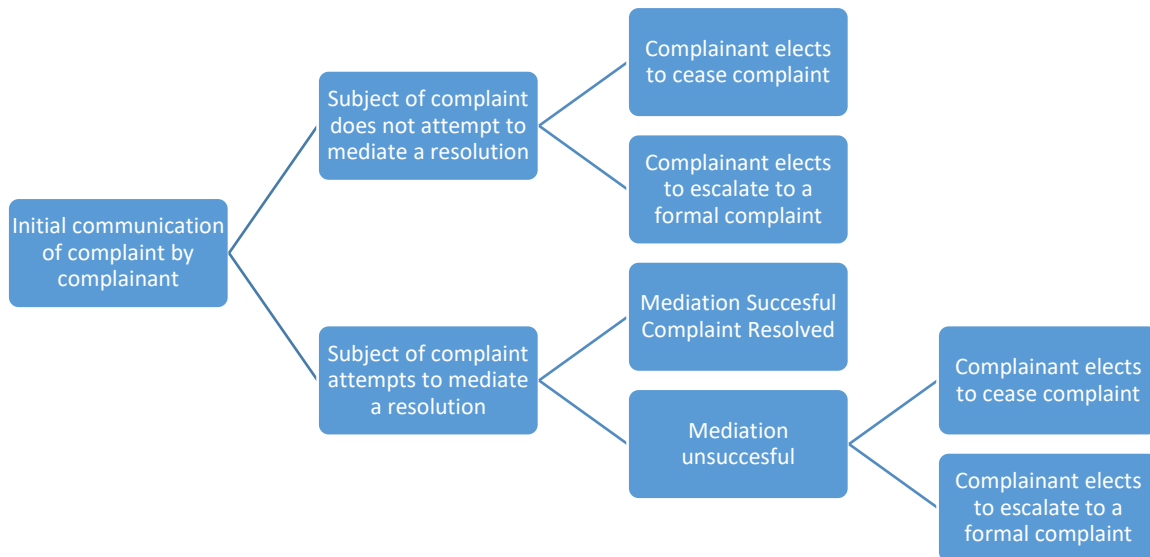 Complainant elects
to cease complaint
Subject of complaint
does not attempt to
mediate a resolution
Complainant elects
to escalate to a
formal complaint
Initial communication
of complaint by
complainant
Mediation Succesful
Complaint Resolved
Subject of complaint
attempts to mediate
a resolution
Complainant elects
to cease complaint
Mediation
unsuccesful
Complainant elects
to escalate to a
formal complaint